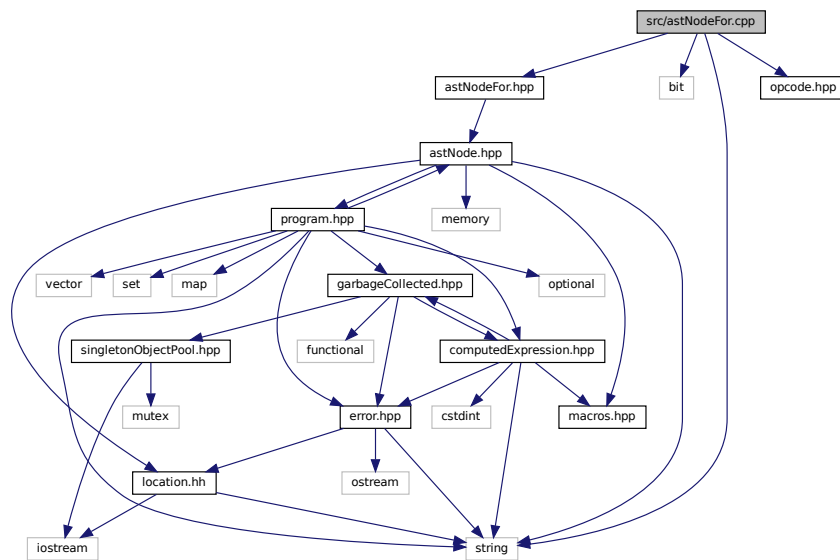 src/astNodeFor.cpp
astNodeFor.hpp
bit
opcode.hpp
astNode.hpp
program.hpp
memory
vector
set
map
garbageCollected.hpp
optional
singletonObjectPool.hpp
functional
computedExpression.hpp
mutex
error.hpp
cstdint
macros.hpp
location.hh
ostream
iostream
string